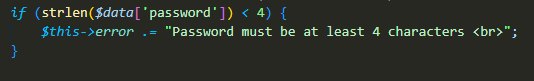 if (strlen($data['password']) < 4) {
    $this->error .= "Password must be at least 4 characters <br>";
}